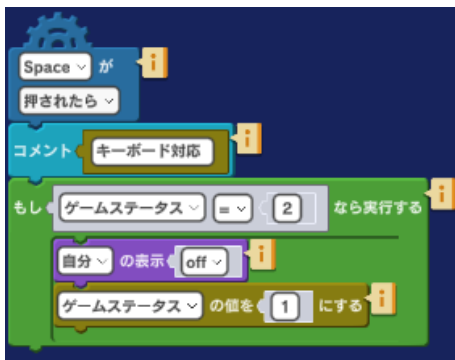 Space が
押されたら
コメント キーボード対応
もし ゲームステータス = 2 なら実行する
自分 の表示 off
ゲームステータス の値を 1 にする